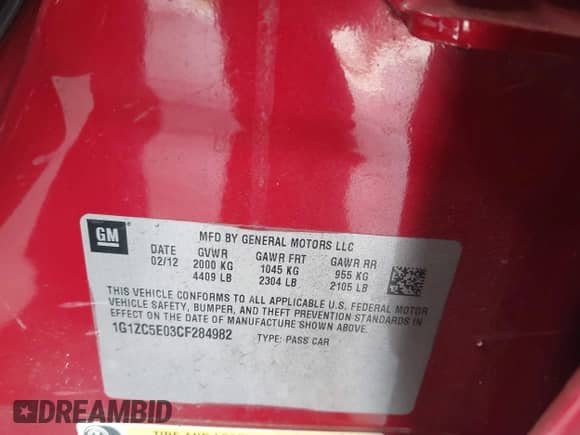 GM
MFD BY GENERAL MOTORS LLC
DATE GVWR GAWR FRT GAWR RR
02/12 2000 KG 1045 KG 955 KG
4409 LB 2304 LB 2105 LB
THIS VEHICLE CONFORMS TO ALL APPLICABLE U.S. FEDERAL MOTOR
VEHICLE SAFETY, BUMPER, AND THEFT PREVENTION STANDARDS IN
EFFECT ON THE DATE OF MANUFACTURE SHOWN ABOVE.
1G1ZC5E03CF284982 TYPE: PASS CAR
DREAMBID
TIRE AND